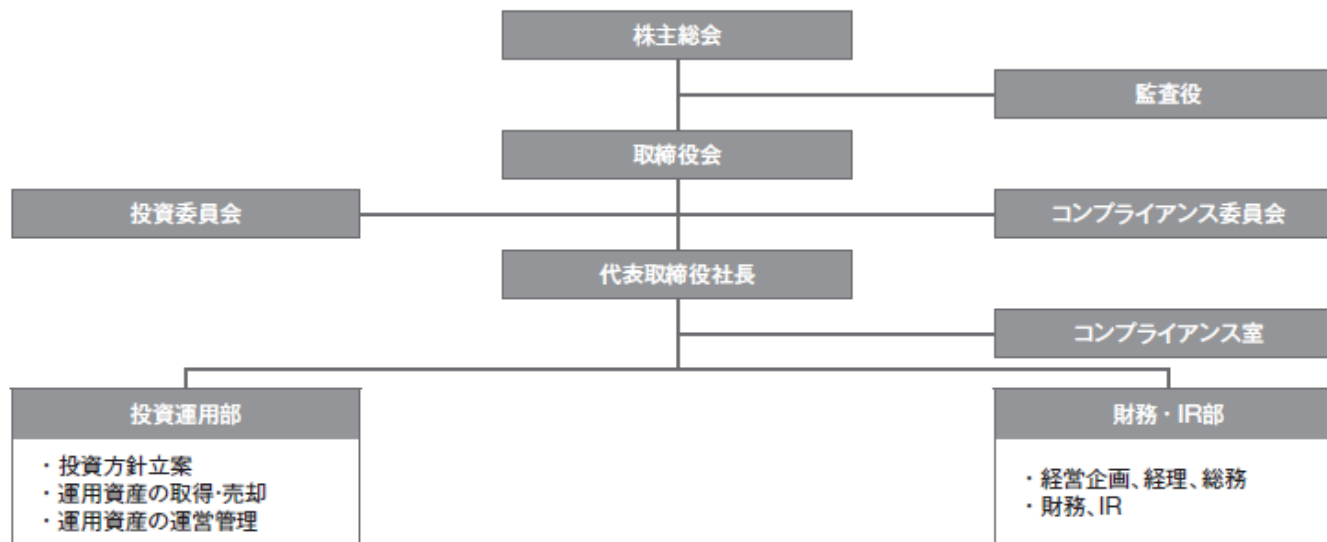 株主総会
監査役
取締役会
投資委員会
コンプライアンス委員会
代表取締役社長
コンプライアンス室
投資運用部
・投資方針立案
・運用資産の取得・売却
・運用資産の運営管理
財務・IR部
・経営企画、経理、総務
・財務、IR